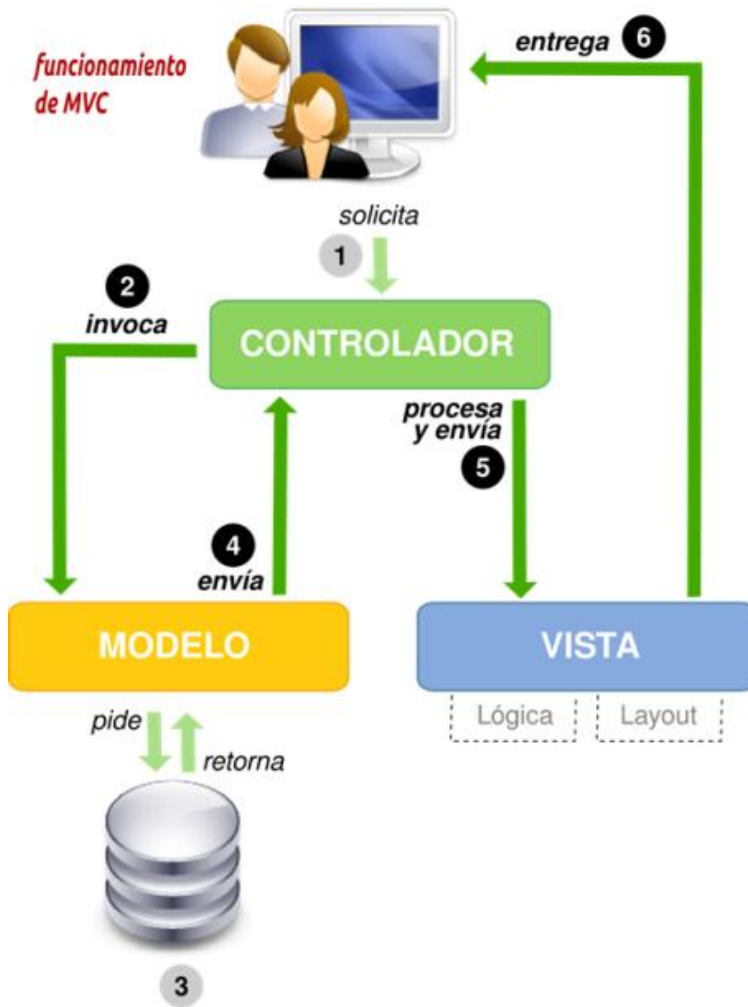 funcionamiento
de MVC
entrega 6
solicita
1
2
invoca
CONTROLADOR
procesa
y envía
5
4
envía
MODELO
VISTA
Lógica
Layout
pide
retorna
3